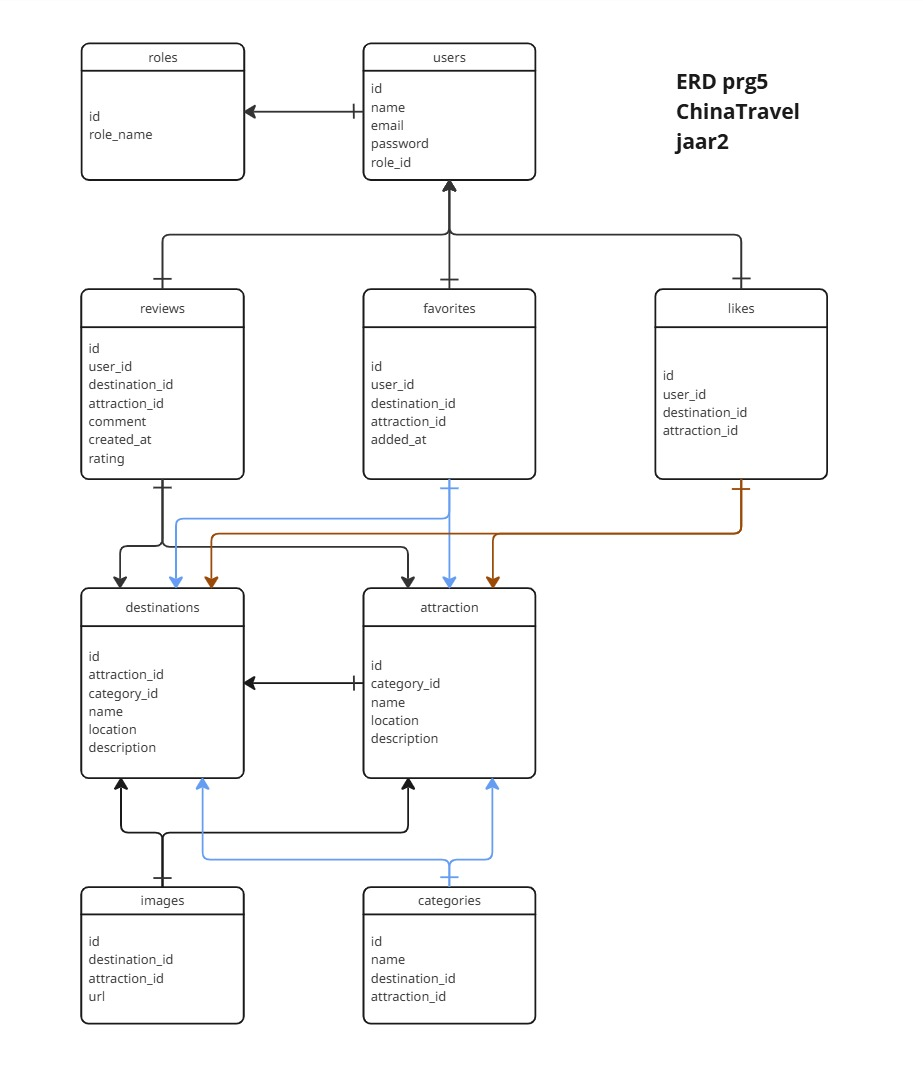 roles
id
role_name
users
id
name
email
password
role_id
ERD prg5
ChinaTravel
jaar2
reviews
id
user_id
destination_id
attraction_id
comment
created_at
rating
favorites
id
user_id
destination_id
attraction_id
added_at
likes
id
user_id
destination_id
attraction_id
destinations
id
attraction_id
category_id
name
location
description
attraction
id
category_id
name
location
description
images
id
destination_id
attraction_id
url
categories
id
name
destination_id
attraction_id